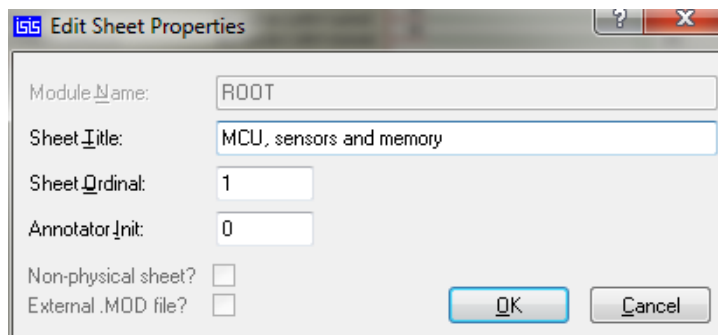 isis Edit Sheet Properties ? X
Module Name: ROOT
Sheet Title: MCU, sensors and memory
Sheet Ordinal: 1
Annotator Init: 0
Non-physical sheet?
External .MOD file?
OK Cancel